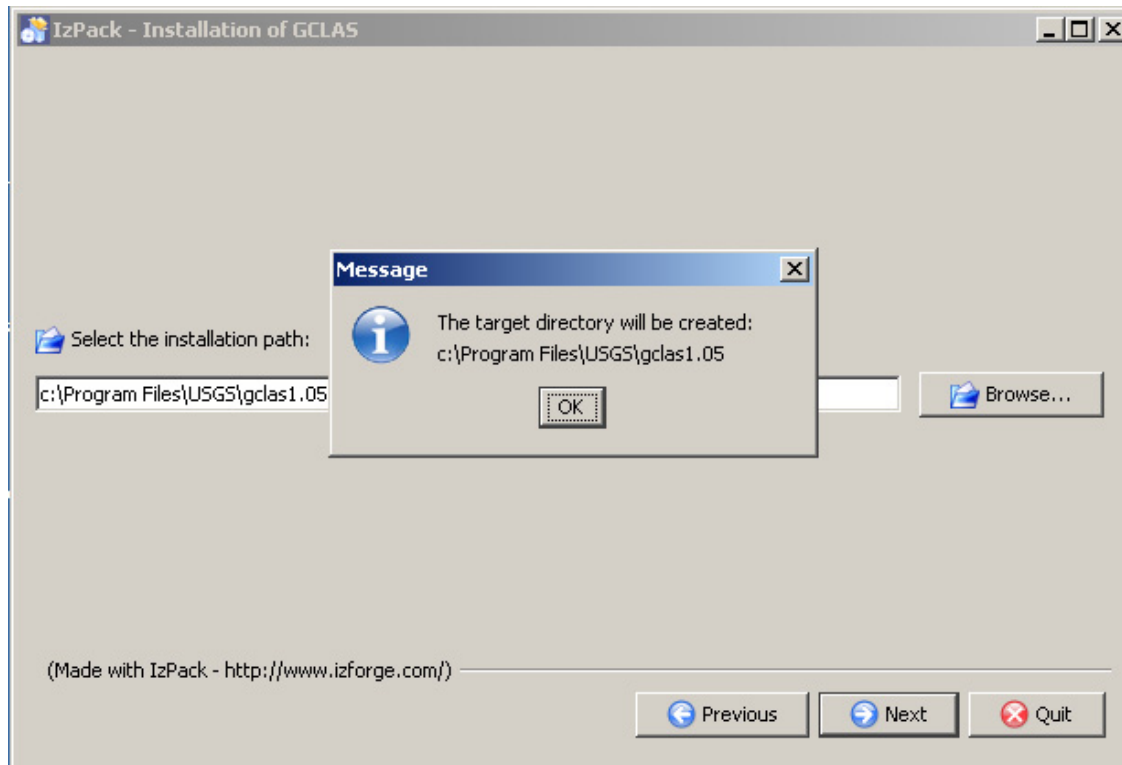 IzPack - Installation of GCLAS
Message
The target directory will be created:
c:\Program Files\USGS\gclas1.05
OK
Select the installation path:
c:\Program Files\USGS\gclas1.05
Browse...
(Made with IzPack - http://www.izforge.com/)
Previous
Next
Quit